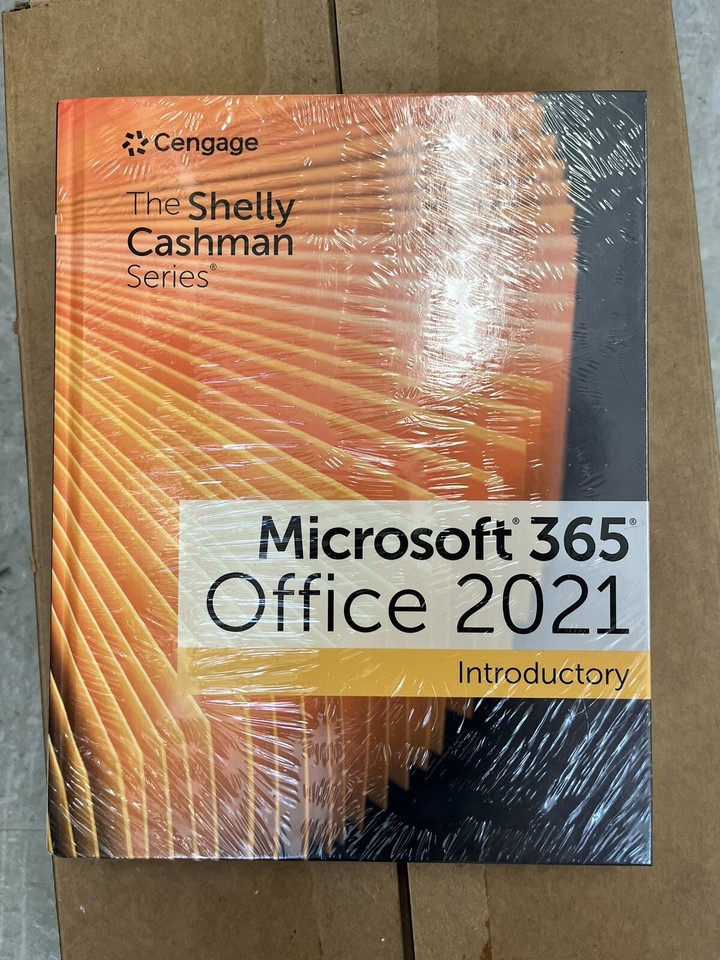 Cengage
The Shelly
Cashman
Series®
Microsoft® 365®
Office 2021
Introductory